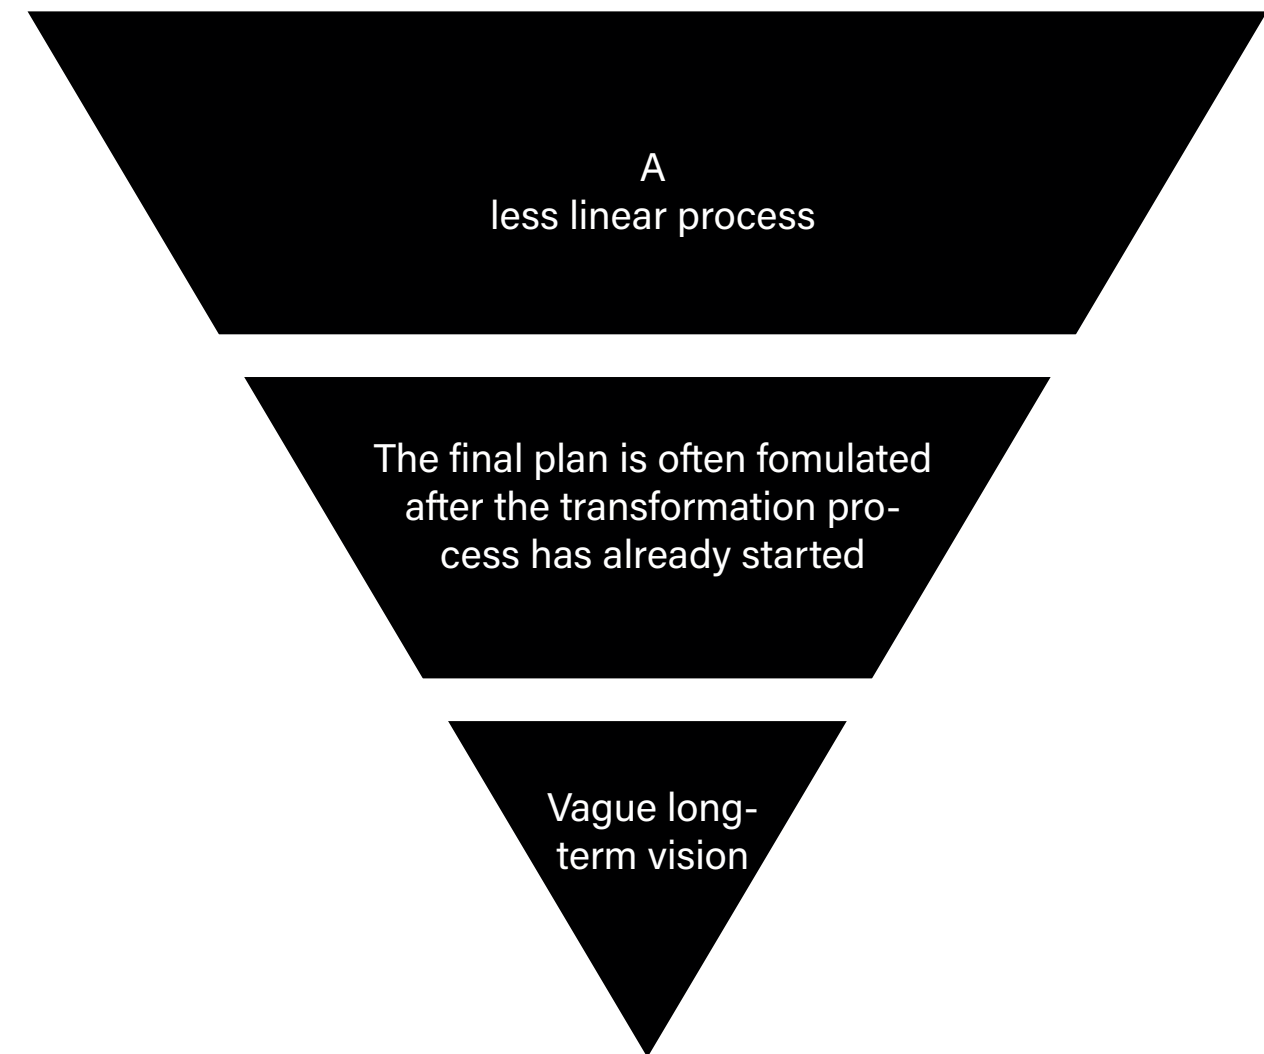 A
less linear process
The final plan is often fomulated
after the transformation pro-
cess has already started
Vague long-
term vision